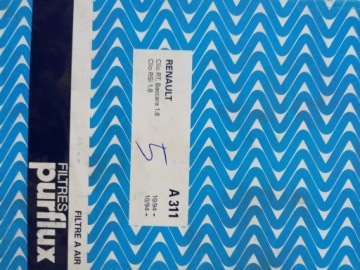 RENAULT
Clio RT, Baccara 1.8
Clio RSi 1.8
A 311
10/94 →
10/94 →
5
FILTRES
purflux
FILTRE A AIR